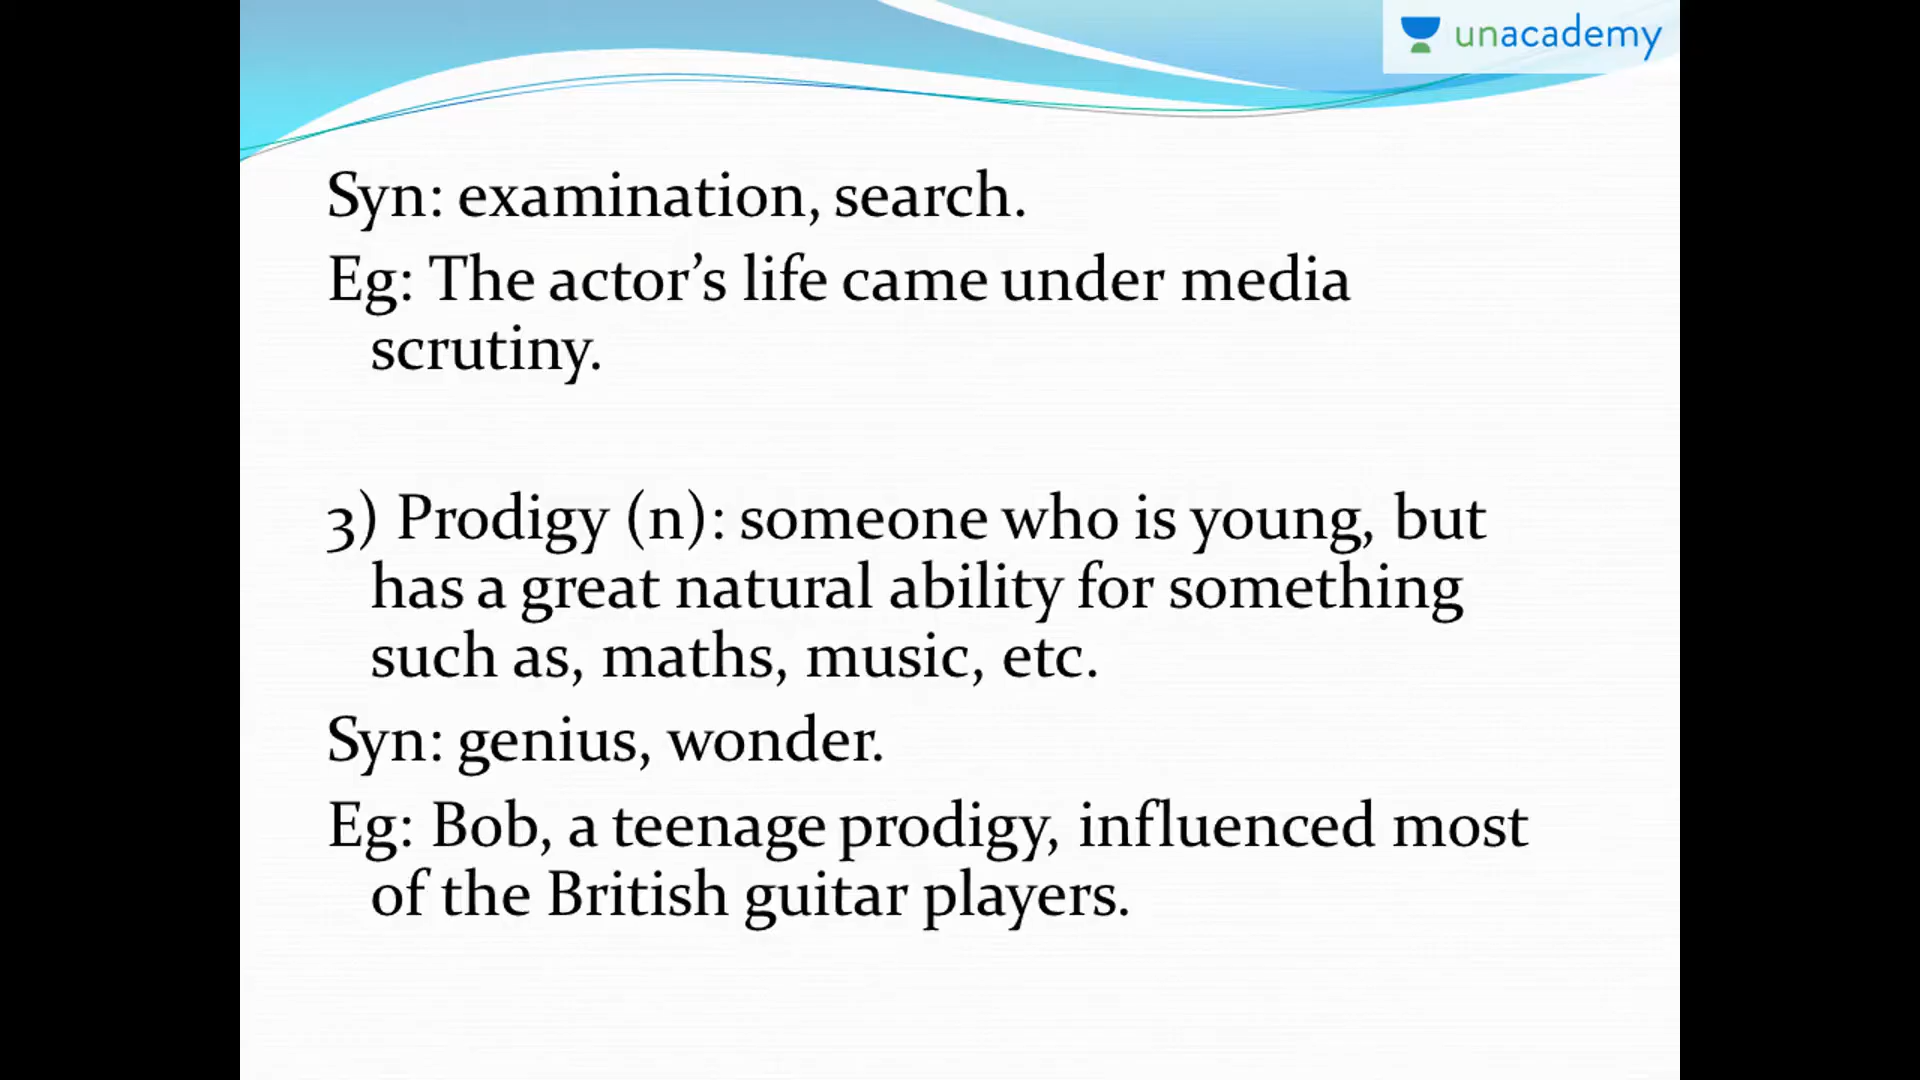 unacademy
Syn: examination, search.
Eg: The actor’s life came under media
scrutiny.
3) Prodigy (n): someone who is young, but
has a great natural ability for something
such as, maths, music, etc.
Syn: genius, wonder.
Eg: Bob, a teenage prodigy, influenced most
of the British guitar players.